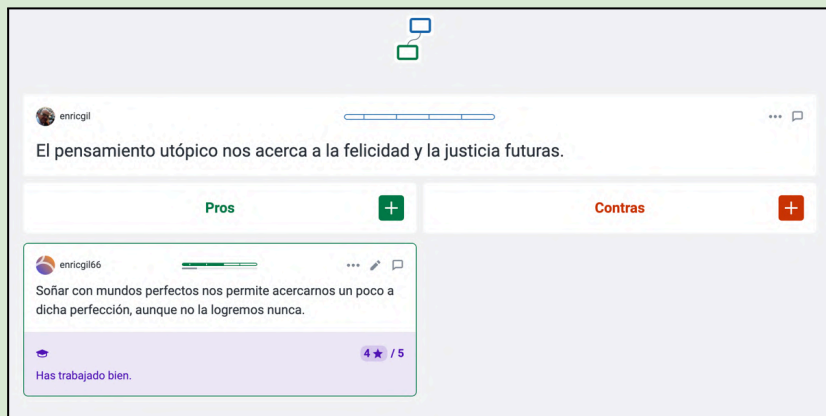 enricgil
El pensamiento utópico nos acerca a la felicidad y la justicia futuras.
Pros
Contras
enricgil66
Soñar con mundos perfectos nos permite acercarnos un poco a
dicha perfección, aunque no la logremos nunca.
4★ / 5
Has trabajado bien.